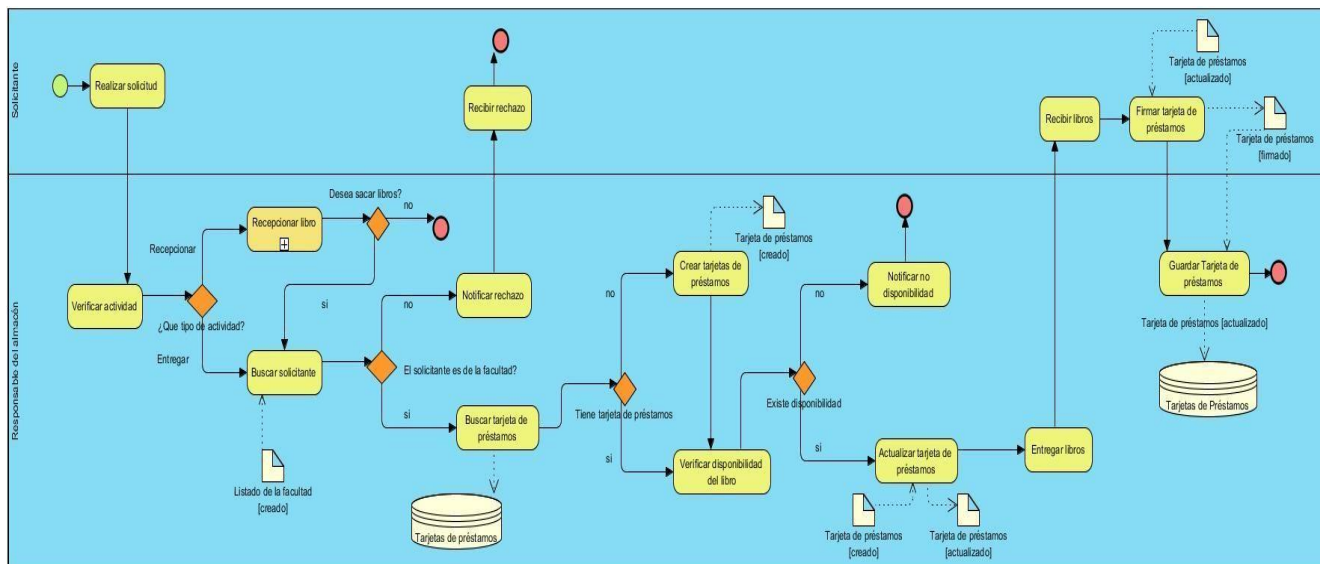 Solicitante
Realizar solicitud
Recibir rechazo
Recibir libros
Firmar tarjeta de
préstamos
Tarjeta de préstamos
[actualizado]
Tarjeta de préstamos
[firmado]
Responsable del almacén
Verificar actividad
¿Que tipo de actividad?
Recepcionar
Entregar
Recepcionar libro
Desea sacar libros?
no
si
Buscar solicitante
Listado de la facultad
[creado]
El solicitante es de la facultad?
no
si
Notificar rechazo
Buscar tarjeta de
préstamos
Tarjetas de préstamos
Tiene tarjeta de préstamos
no
si
Crear tarjetas de
préstamos
Tarjeta de préstamos
[creado]
Verificar disponibilidad
del libro
Existe disponibilidad
no
si
Notificar no
disponibilidad
Actualizar tarjeta de
préstamos
Tarjeta de préstamos
[creado]
Tarjeta de préstamos
[actualizado]
Entregar libros
Guardar Tarjeta de
préstamos
Tarjeta de préstamos [actualizado]
Tarjetas de Préstamos